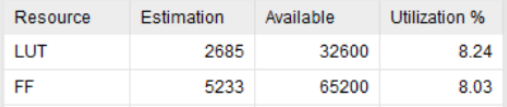 Resource Estimation Available Utilization %
LUT 2685 32600 8.24
FF 5233 65200 8.03